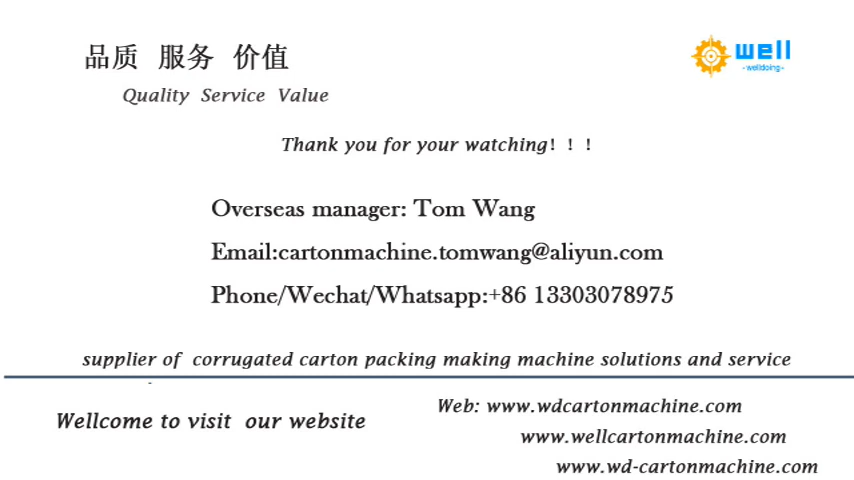 品质 服务 价值
well
-welldoing-
Quality Service Value
Thank you for your watching！！！
Overseas manager: Tom Wang
Email:cartonmachine.tomwang@aliyun.com
Phone/Wechat/Whatsapp:+86 13303078975
supplier of corrugated carton packing making machine solutions and service
Wellcome to visit our website
Web: www.wdcartonmachine.com
www.wellcartonmachine.com
www.wd-cartonmachine.com